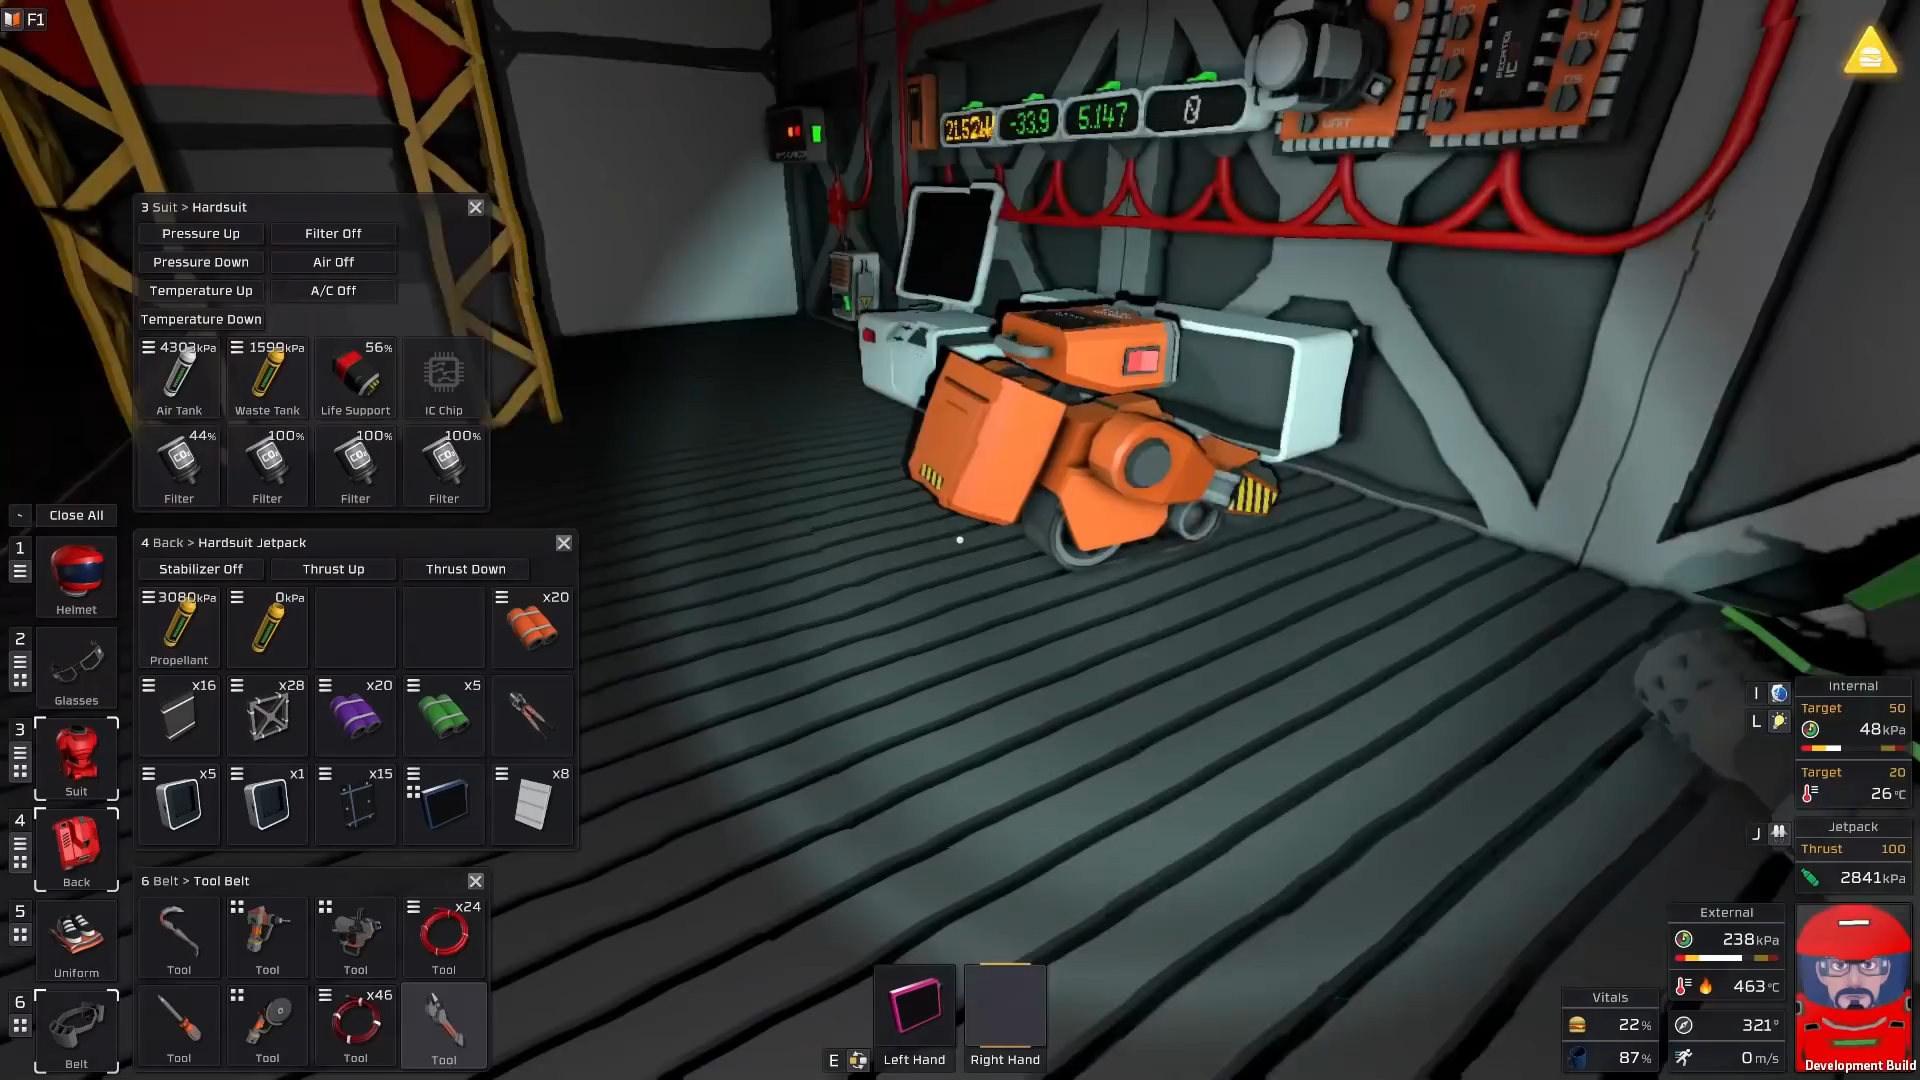 F1
3 Suit > Hardsuit
Pressure Up
Filter Off
Pressure Down
Air Off
Temperature Up
A/C Off
Temperature Down
4303kPa
1599kPa
56%
Air Tank
Waste Tank
Life Support
IC Chip
44%
100%
100%
100%
CO₂
CO₂
CO₂
CO₂
Filter
Filter
Filter
Filter
~
Close All
1
Helmet
2
Glasses
3
Suit
4
Back
5
Uniform
6
Belt
4 Back > Hardsuit Jetpack
Stabilizer Off
Thrust Up
Thrust Down
3080kPa
0kPa
x20
Propellant
x16
x28
x20
x5
x5
x1
x15
x8
6 Belt > Tool Belt
x24
Tool
Tool
Tool
Tool
x46
Tool
Tool
Tool
Tool
-33.9
5.147
0
E
Left Hand
Right Hand
I
L
Internal
Target 50
48kPa
Target 20
26°C
J
Jetpack
Thrust 100
2841kPa
External
238kPa
463°C
321°
0m/s
Vitals
22%
87%
Development Build